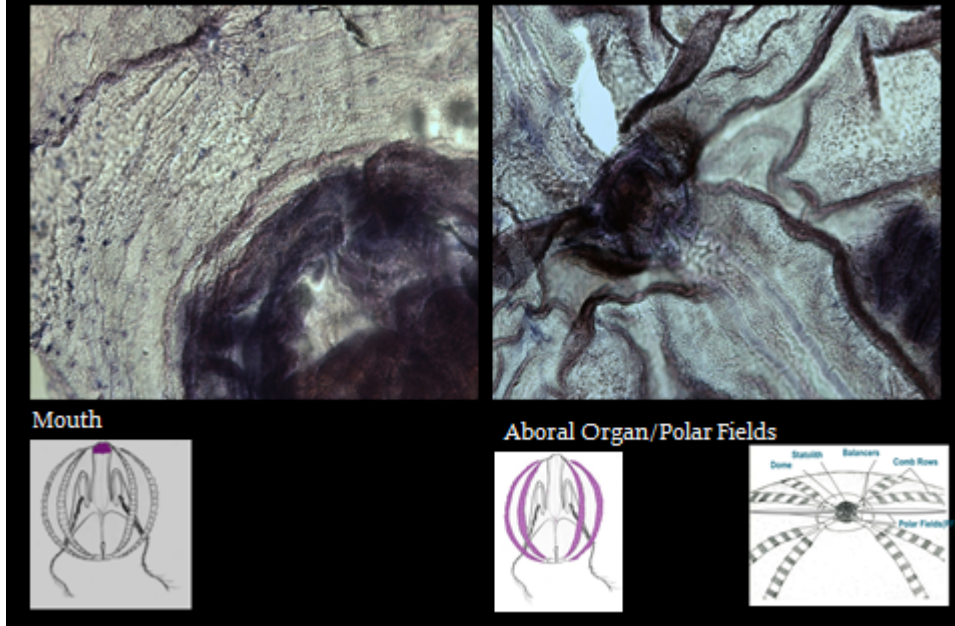 Mouth
Aboral Organ/Polar Fields
Statolith
Balancers
Dome
Comb Rows
Polar Fields/